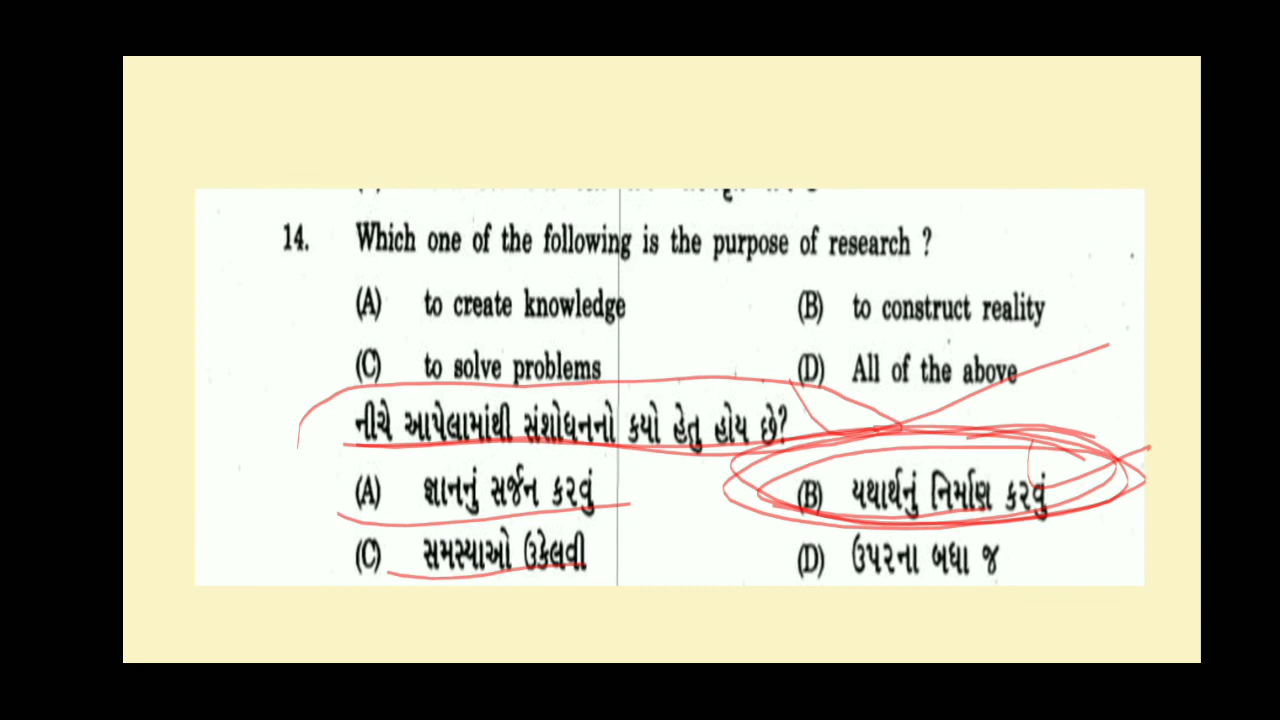 14. Which one of the following is the purpose of research ?
(A) to create knowledge (B) to construct reality
(C) to solve problems (D) All of the above
નીચે આપેલામાંથી સંશોધનનો કયો હેતુ હોય છે?
(A) જ્ઞાનનું સર્જન કરવું (B) યથાર્થનું નિર્માણ કરવું
(C) સમસ્યાઓ ઉકેલવી (D) ઉપરના બધા જ